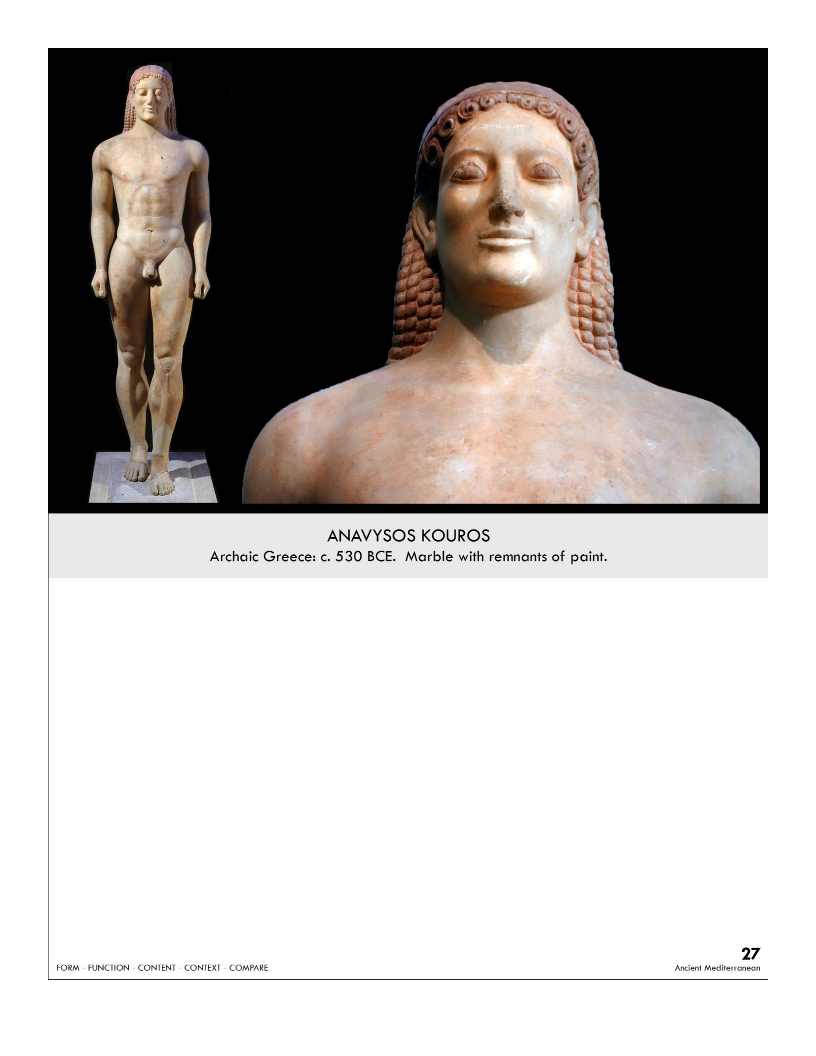 ANAVYSOS KOUROS
Archaic Greece: c. 530 BCE.  Marble with remnants of paint.
27
FORM - FUNCTION - CONTENT - CONTEXT - COMPARE
Ancient Mediterranean